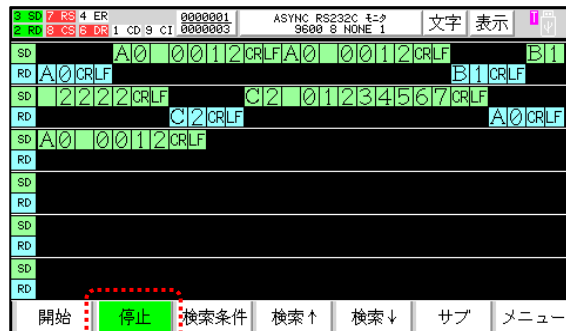 3 SD 7 RS 4 ER 0000001 ASYNC RS232C モニタ 文字 表示 T
2 RD 8 CS 6 DR 1 CD 9 CI 0000003 9600 8 NONE 1
SD A0 0012CRLFA0 0012CRLF B1
RD A0CRLF B1CRLF
SD 2222CRLF C2 01234567CRLF
RD C2CRLF A0CRLF
SD A0 0012CRLF
RD
SD
RD
SD
RD
SD
RD
開始 停止 検索条件 検索↑ 検索↓ サブ メニュー